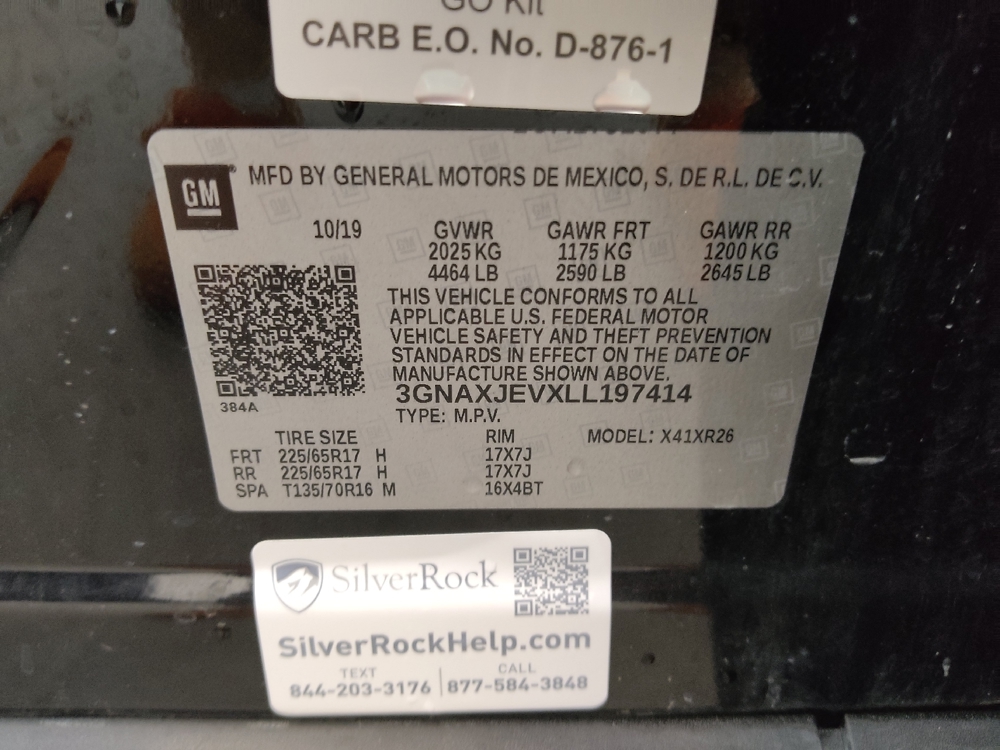 GO Kit
CARB E.O. No. D-876-1
GM
MFD BY GENERAL MOTORS DE MEXICO, S. DE R.L. DE C.V.
10/19 GVWR GAWR FRT GAWR RR
2025 KG 1175 KG 1200 KG
4464 LB 2590 LB 2645 LB
THIS VEHICLE CONFORMS TO ALL
APPLICABLE U.S. FEDERAL MOTOR
VEHICLE SAFETY AND THEFT PREVENTION
STANDARDS IN EFFECT ON THE DATE OF
MANUFACTURE SHOWN ABOVE.
384A
3GNAXJEVXLL197414
TYPE: M.P.V.
TIRE SIZE RIM MODEL: X41XR26
FRT 225/65R17 H 17X7J
RR 225/65R17 H 17X7J
SPA T135/70R16 M 16X4BT
SilverRock
SilverRockHelp.com
TEXT CALL
844-203-3176 877-584-3848